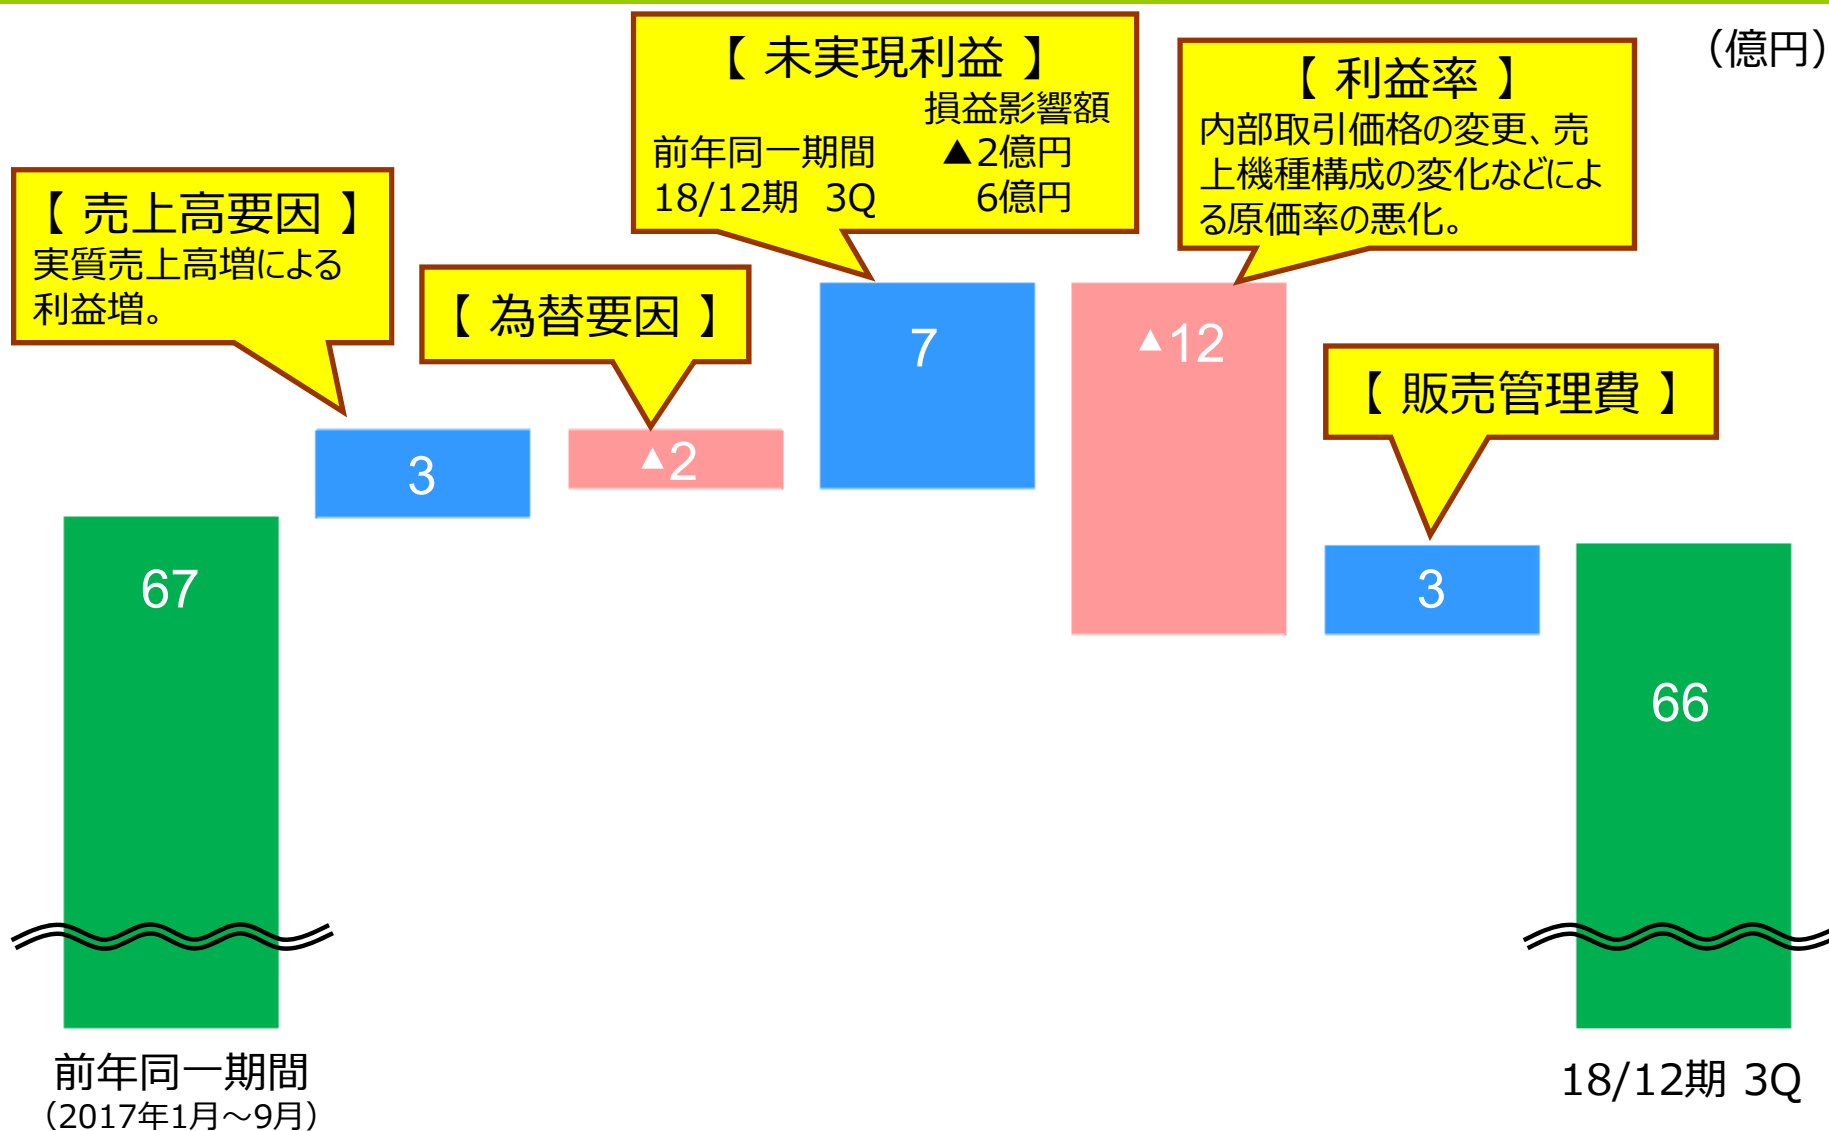 （億円）
【 未実現利益 】
損益影響額
前年同一期間 ▲2億円
18/12期 3Q 6億円
【 利益率 】
内部取引価格の変更、売
上機種構成の変化などによ
る原価率の悪化。
【 売上高要因 】
実質売上高増による
利益増。
【 為替要因 】
【 販売管理費 】
67
3
▲2
7
▲12
3
66
前年同一期間
（2017年1月～9月）
18/12期 3Q